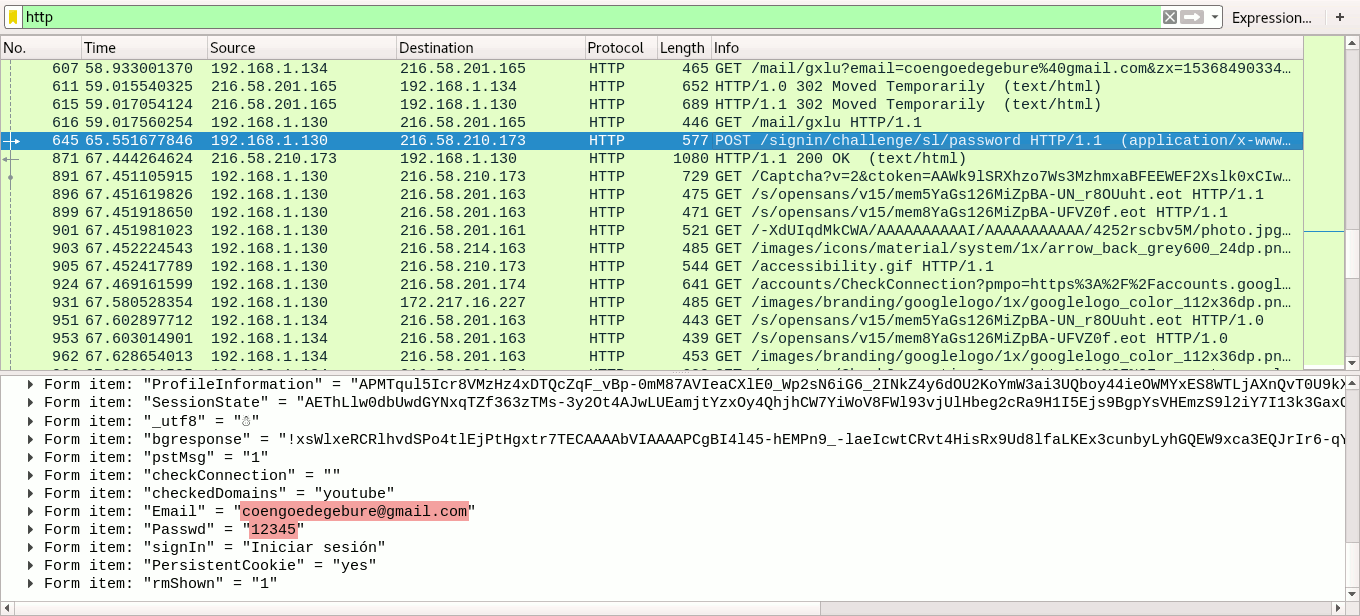 http Expression... +
No. Time Source Destination Protocol Length Info
607 58.933001370 192.168.1.134 216.58.201.165 HTTP 465 GET /mail/gxlu?email=coengoedegebure%40gmail.com&zx=15368490334…
611 59.015540325 216.58.201.165 192.168.1.134 HTTP 652 HTTP/1.0 302 Moved Temporarily (text/html)
615 59.017054124 216.58.201.165 192.168.1.130 HTTP 689 HTTP/1.1 302 Moved Temporarily (text/html)
616 59.017560254 192.168.1.130 216.58.201.165 HTTP 446 GET /mail/gxlu HTTP/1.1
645 65.551677846 192.168.1.130 216.58.210.173 HTTP 577 POST /signin/challenge/sl/password HTTP/1.1 (application/x-www…
871 67.444264624 216.58.210.173 192.168.1.130 HTTP 1080 HTTP/1.1 200 OK (text/html)
891 67.451105915 192.168.1.130 216.58.210.173 HTTP 729 GET /Captcha?v=2&ctoken=AAWk9lSRXhzo7Ws3MzhmxaBFEEWEF2Xslk0xCIw…
896 67.451619826 192.168.1.130 216.58.201.163 HTTP 475 GET /s/opensans/v15/mem5YaGs126MiZpBA-UN_r8OUuht.eot HTTP/1.1
899 67.451918650 192.168.1.130 216.58.201.163 HTTP 471 GET /s/opensans/v15/mem8YaGs126MiZpBA-UFVZ0f.eot HTTP/1.1
901 67.451981023 192.168.1.130 216.58.201.161 HTTP 521 GET /-XdUIqdMkCWA/AAAAAAAAAAI/AAAAAAAAAAA/4252rscbv5M/photo.jpg…
903 67.452224543 192.168.1.130 216.58.214.163 HTTP 485 GET /images/icons/material/system/1x/arrow_back_grey600_24dp.pn…
905 67.452417789 192.168.1.130 216.58.210.173 HTTP 544 GET /accessibility.gif HTTP/1.1
924 67.469161599 192.168.1.130 216.58.201.174 HTTP 641 GET /accounts/CheckConnection?pmpo=https%3A%2F%2Faccounts.googl…
931 67.580528354 192.168.1.130 172.217.16.227 HTTP 485 GET /images/branding/googlelogo/1x/googlelogo_color_112x36dp.pn…
951 67.602897712 192.168.1.134 216.58.201.163 HTTP 443 GET /s/opensans/v15/mem5YaGs126MiZpBA-UN_r8OUuht.eot HTTP/1.0
953 67.603014901 192.168.1.134 216.58.201.163 HTTP 439 GET /s/opensans/v15/mem8YaGs126MiZpBA-UFVZ0f.eot HTTP/1.0
962 67.628654013 192.168.1.134 216.58.201.163 HTTP 453 GET /images/branding/googlelogo/1x/googlelogo_color_112x36dp.pn…
Form item: "ProfileInformation" = "APMTqul5Icr8VMzHz4xDTQcZqF_vBp-0mM87AVIeaCXlE0_Wp2sN6iG6_2INkZ4y6dOU2KoYmW3ai3UQboy44ieOWMYxES8WTLjAXnQvT0U9kX
Form item: "SessionState" = "AEThLlw0dbUwdGYNxqTZf363zTMs-3y2Ot4AJwLUEamjtYzxOy4QhjhCW7YiWoV8FWl93vjUlHbeg2cRa9H1I5Ejs9BgpYsVHEmzS9l2iY7I13k3GaxC
Form item: "_utf8" = "☃"
Form item: "bgresponse" = "!xsWlxeRCRlhvdSPo4tlEjPtHgxtr7TECAAAAbVIAAAAPCgBI4l45-hEMPn9_-laeIcwtCRvt4HisRx9Ud8lfaLKEx3cunbyLyhGQEW9xca3EQJrIr6-qY
Form item: "pstMsg" = "1"
Form item: "checkConnection" = ""
Form item: "checkedDomains" = "youtube"
Form item: "Email" = "coengoedegebure@gmail.com"
Form item: "Passwd" = "12345"
Form item: "signIn" = "Iniciar sesión"
Form item: "PersistentCookie" = "yes"
Form item: "rmShown" = "1"